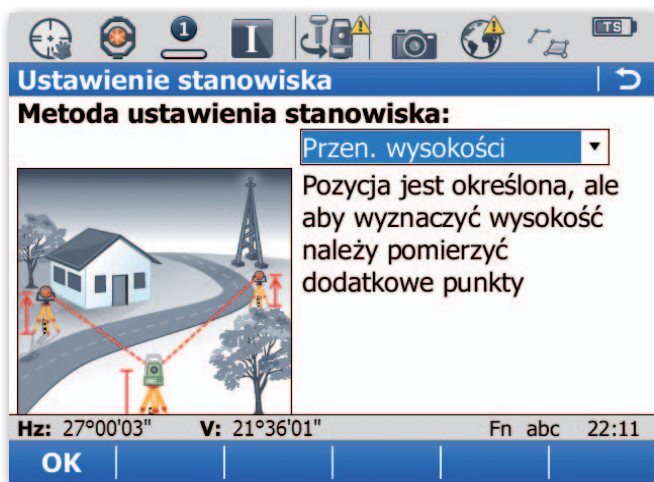 1
I
TS
Ustawienie stanowiska
Metoda ustawienia stanowiska:
Przen. wysokości
Pozycja jest określona, ale
aby wyznaczyć wysokość
należy pomierzyć
dodatkowe punkty
Hz: 27°00'03" V: 21°36'01" Fn abc 22:11
OK